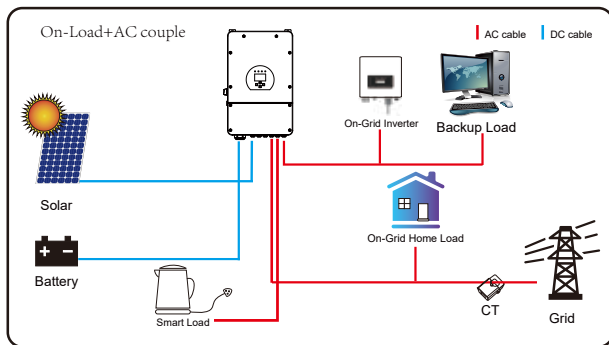 On-Load+AC couple
AC cable
DC cable
On-Grid Inverter
Backup Load
Solar
On-Grid Home Load
Battery
Smart Load
CT
Grid